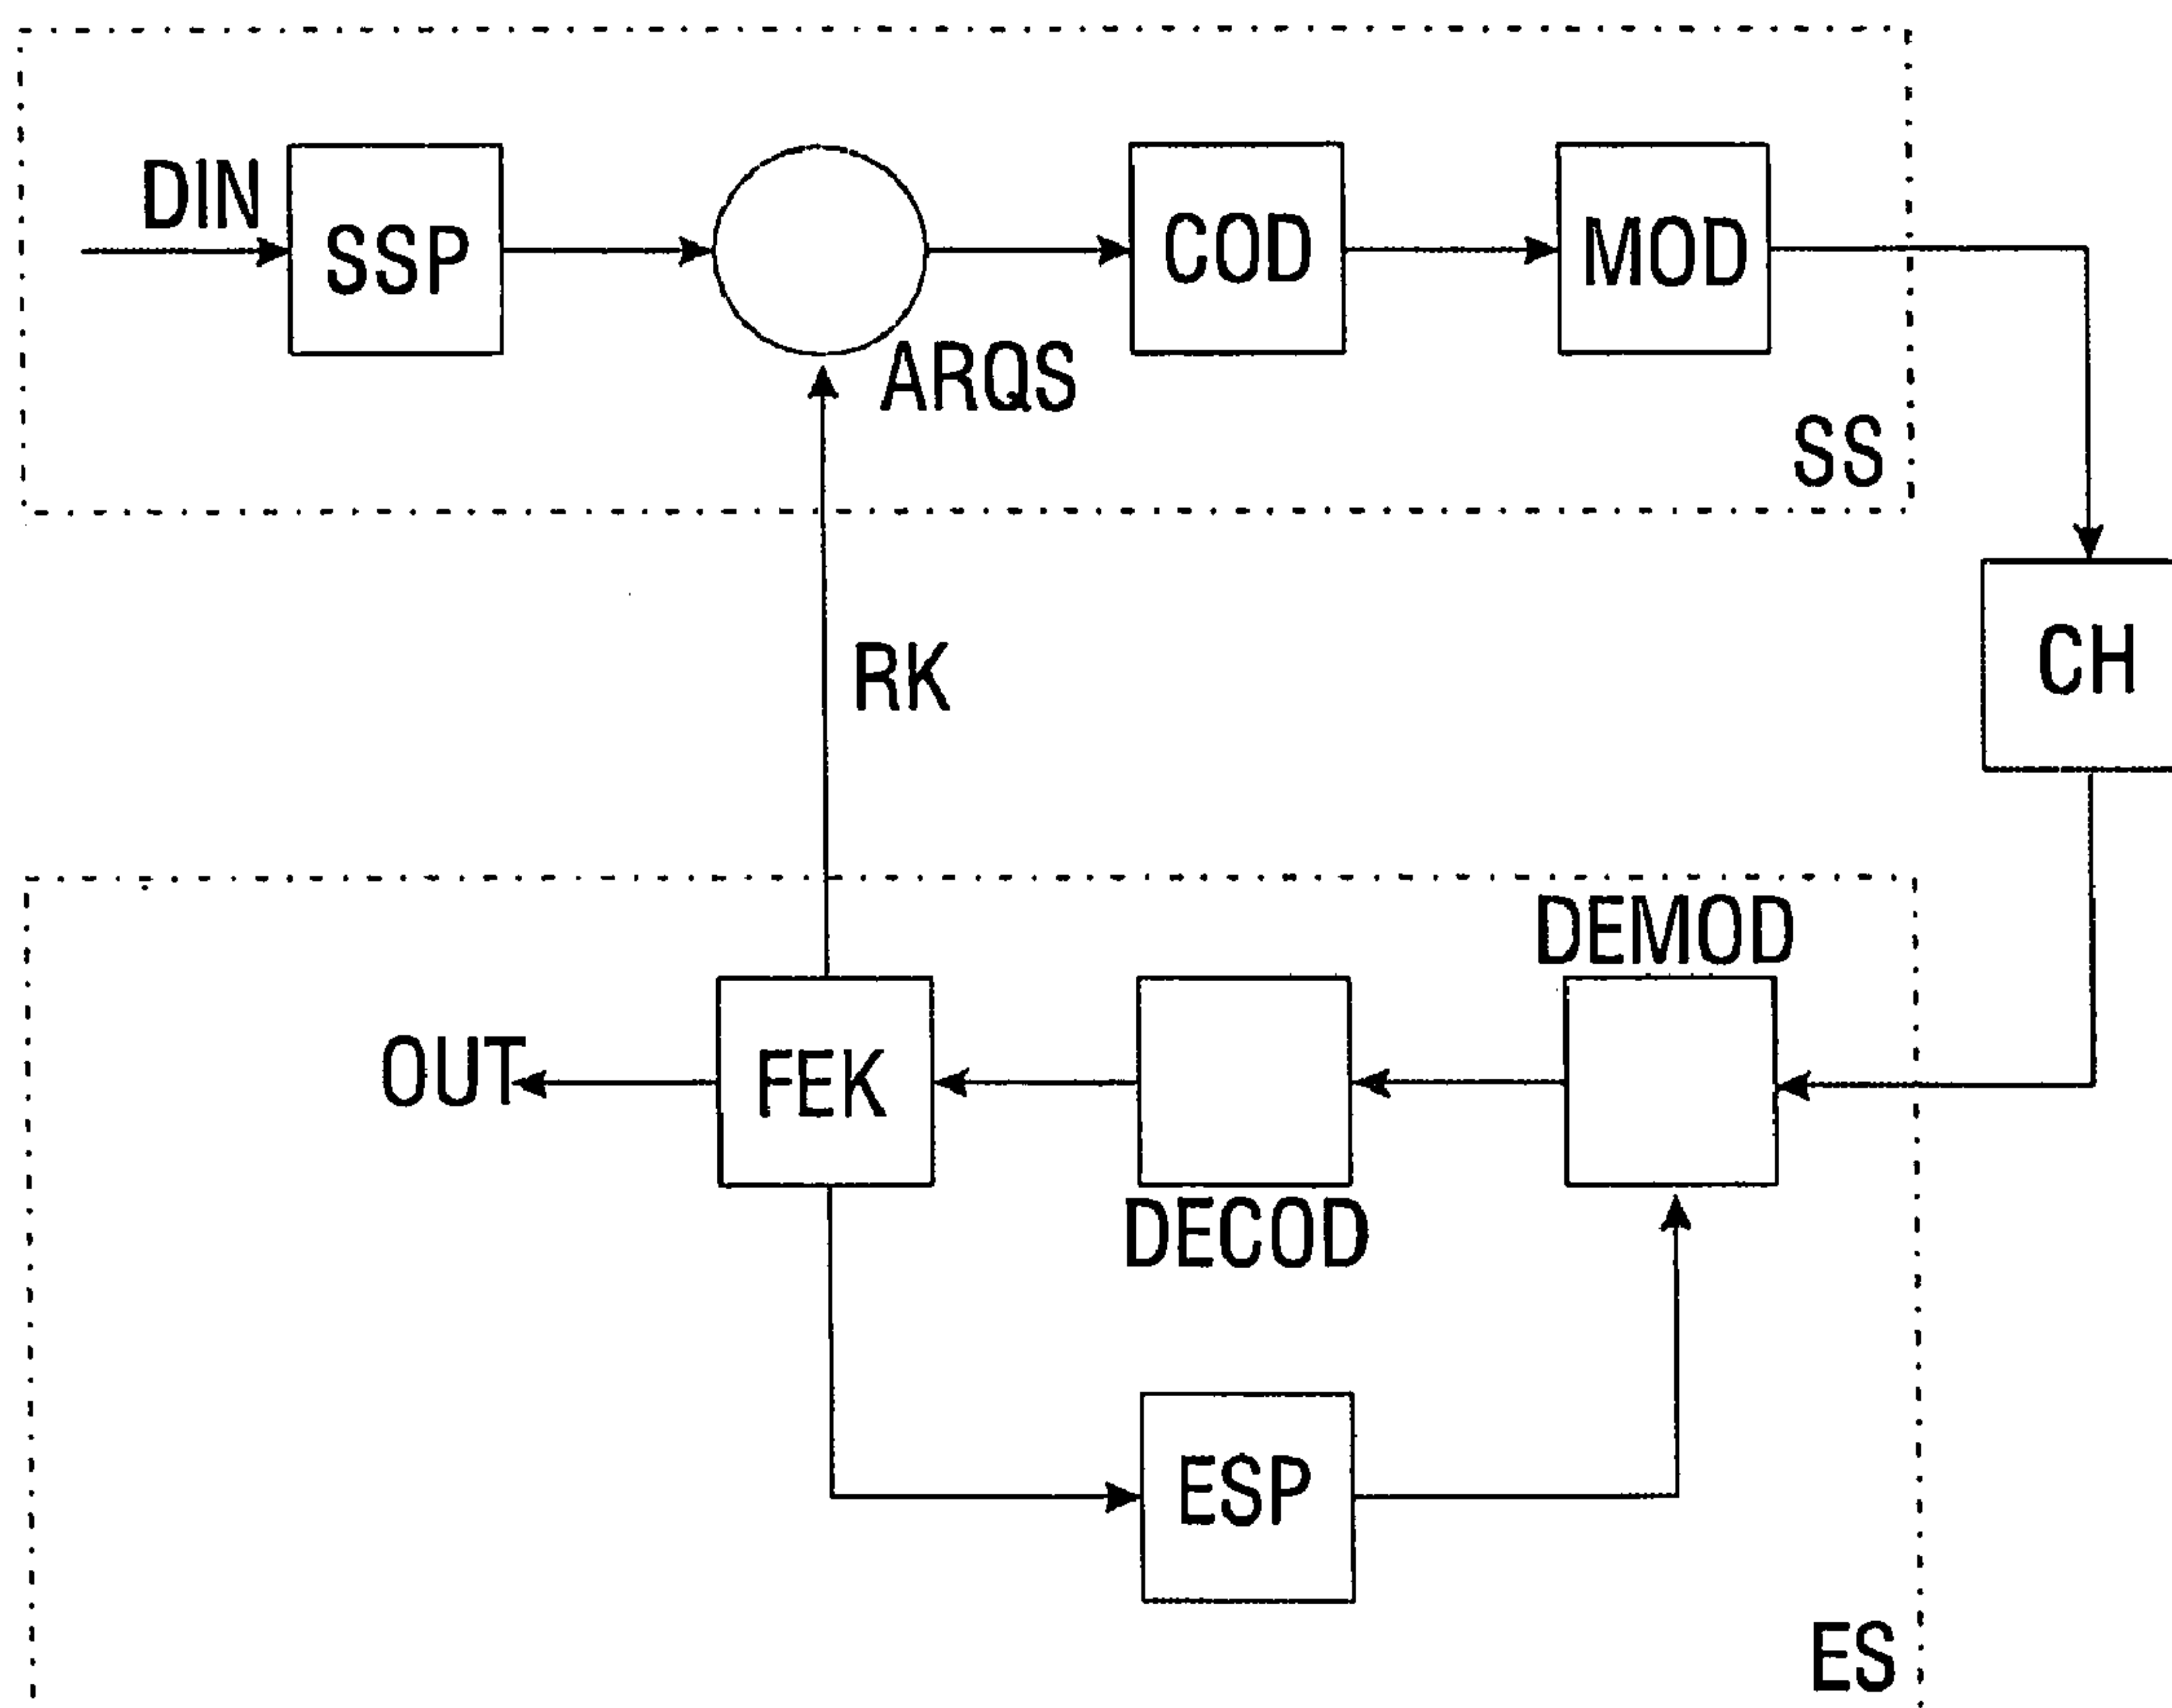 DIN
SSP
ARQS
COD
MOD
SS
RK
CH
DEMOD
OUT
FEK
DECOD
ESP
ES